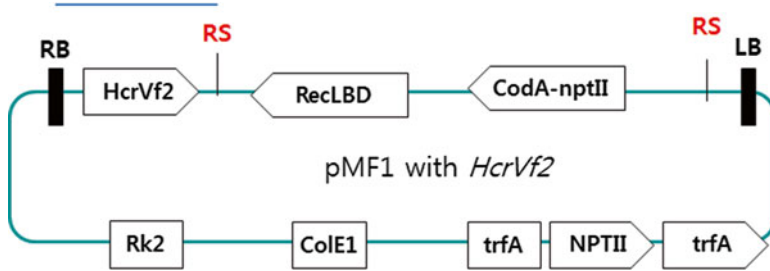 RB
RS
RS
LB
HcrVf2
RecLBD
CodA-nptII
pMF1 with HcrVf2
Rk2
ColE1
trfA
NPTII
trfA